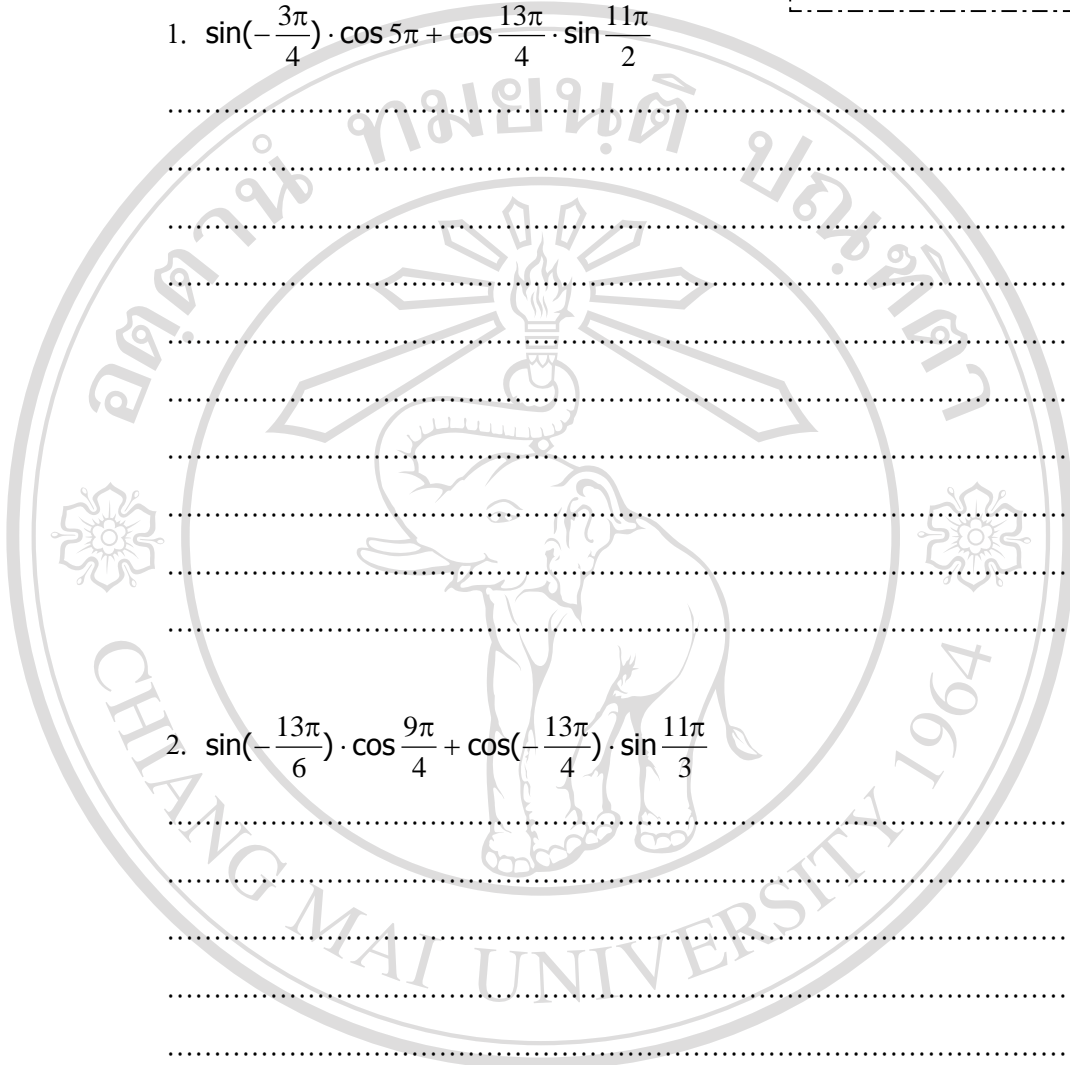 1. sin(−3π/4) · cos 5π + cos 13π/4 · sin 11π/2
2. sin(−13π/6) · cos 9π/4 + cos(−13π/4) · sin 11π/3
CHIANG MAI UNIVERSITY 1964